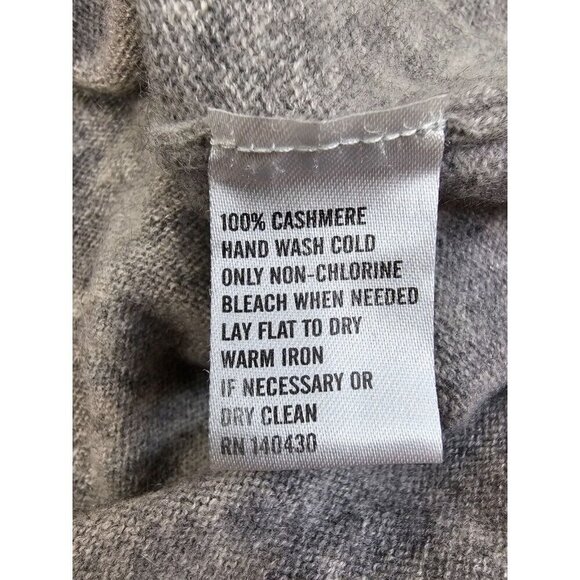 100% CASHMERE
HAND WASH COLD
ONLY NON-CHLORINE
BLEACH WHEN NEEDED
LAY FLAT TO DRY
WARM IRON
IF NECESSARY OR
DRY CLEAN
RN 140430